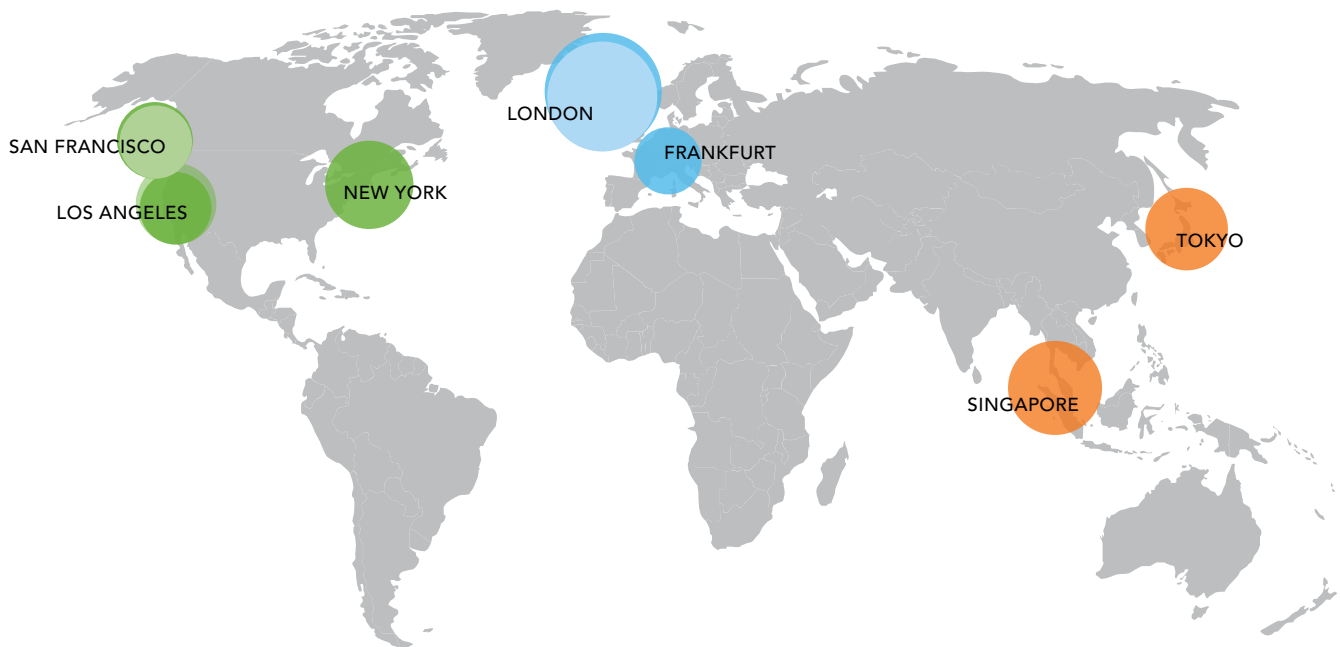 LONDON
SAN FRANCISCO
FRANKFURT
NEW YORK
LOS ANGELES
TOKYO
SINGAPORE